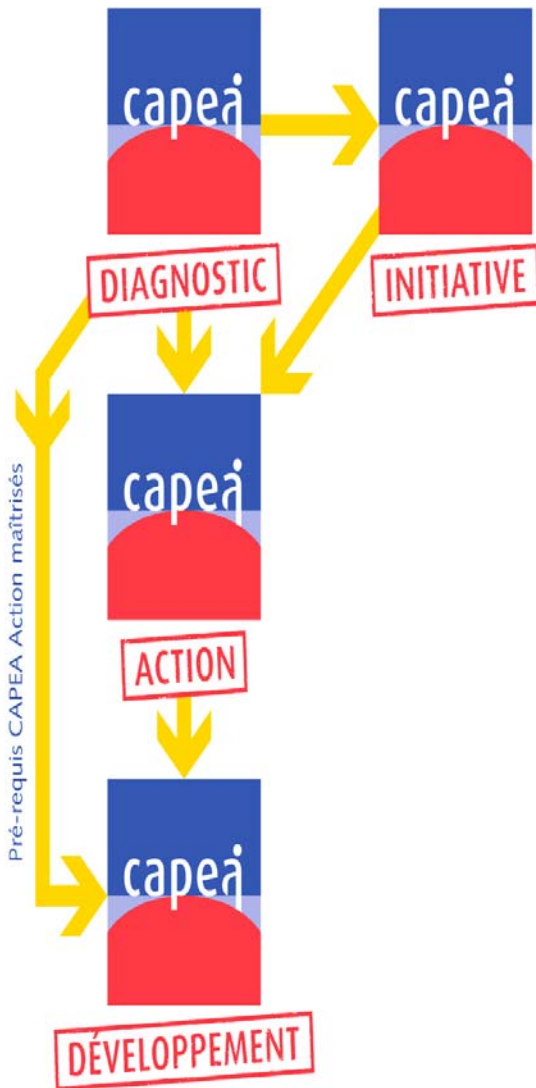 capea
capea
DIAGNOSTIC
INITIATIVE
Pré-requis CAPEA Action maîtrisés
capea
ACTION
capea
DÉVELOPPEMENT